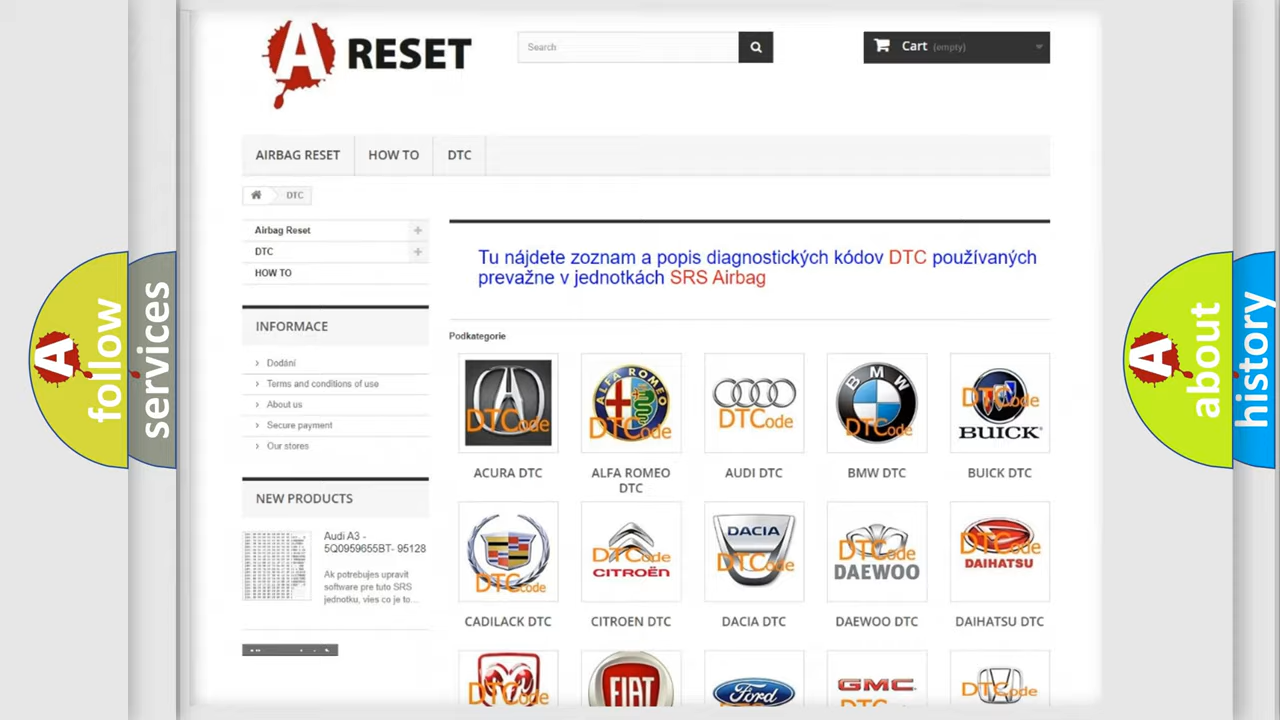 A RESET
Search
Cart (empty)
AIRBAG RESET
HOW TO
DTC
DTC
Airbag Reset
DTC
HOW TO
Tu nájdete zoznam a popis diagnostických kódov DTC používaných
prevažne v jednotkách SRS Airbag
INFORMACE
Podkategorie
Dodání
Terms and conditions of use
About us
Secure payment
Our stores
DTCode
ALFA ROMEO
DTCode
DTCode
BMW
DTCode
DTCode
BUICK
ACURA DTC
ALFA ROMEO
DTC
AUDI DTC
BMW DTC
BUICK DTC
NEW PRODUCTS
Audi A3 -
5Q0959655BT- 95128
Ak potrebujes upravit
software pre tuto SRS
jednotku, vies co je to...
DTCode
DTCode
CITROËN
DACIA
DTCode
DTCode
DAEWOO
DTCode
DAIHATSU
CADILACK DTC
CITROEN DTC
DACIA DTC
DAEWOO DTC
DAIHATSU DTC
DTCode
FIAT
Ford
GMC
DTCode
A
follow
services
A
about
history